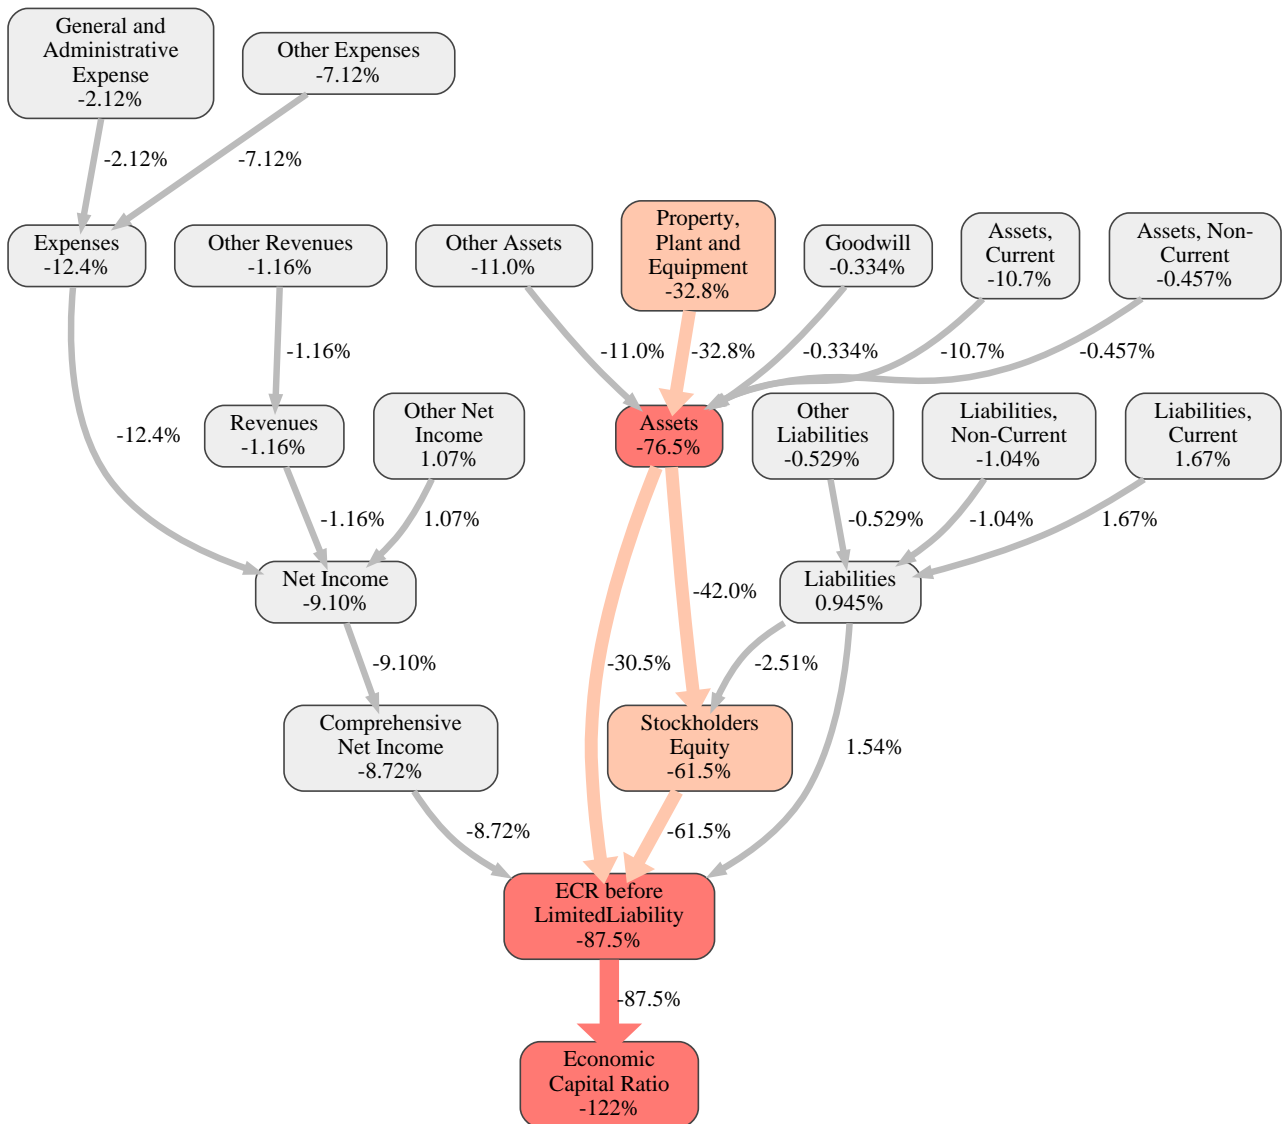 General and
Administrative
Expense
-2.12%
Other Expenses
-7.12%
-2.12%
-7.12%
Expenses
-12.4%
Other Revenues
-1.16%
Other Assets
-11.0%
Property,
Plant and
Equipment
-32.8%
Goodwill
-0.334%
Assets,
Current
-10.7%
Assets, Non-
Current
-0.457%
-1.16%
-11.0%
-32.8%
-0.334%
-10.7%
-0.457%
-12.4%
Revenues
-1.16%
Other Net
Income
1.07%
Assets
-76.5%
Other
Liabilities
-0.529%
Liabilities,
Non-Current
-1.04%
Liabilities,
Current
1.67%
-1.16%
1.07%
-0.529%
-1.04%
1.67%
Net Income
-9.10%
-42.0%
Liabilities
0.945%
-9.10%
-30.5%
-2.51%
Comprehensive
Net Income
-8.72%
Stockholders
Equity
-61.5%
1.54%
-8.72%
-61.5%
ECR before
LimitedLiability
-87.5%
-87.5%
Economic
Capital Ratio
-122%